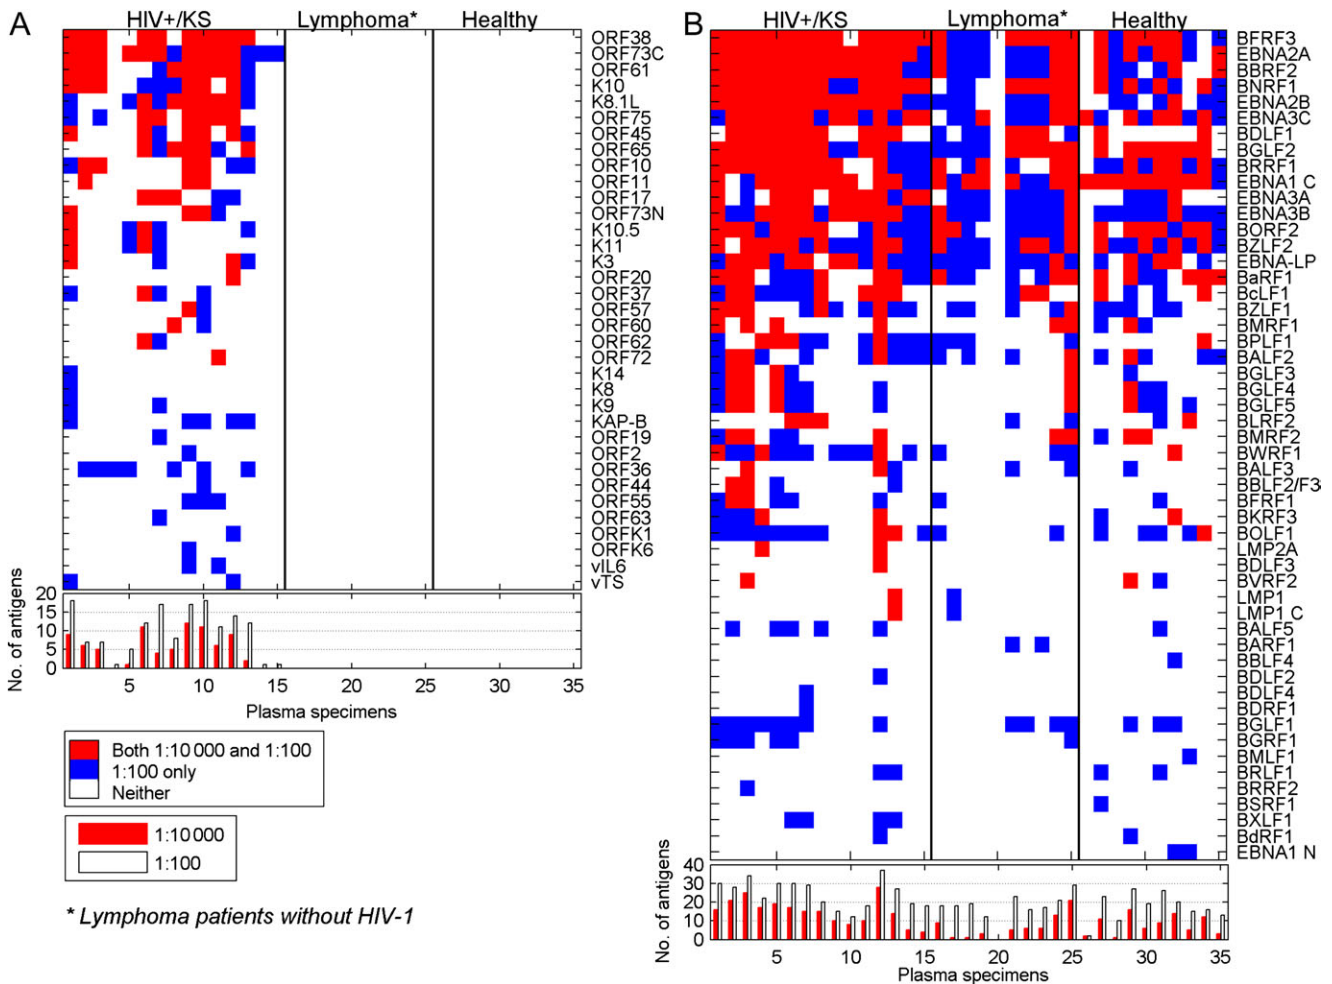 A
HIV+/KS
Lymphoma*
Healthy
ORF38
ORF73C
ORF61
K10
K8.1L
ORF75
ORF45
ORF65
ORF10
ORF11
ORF17
ORF73N
K10.5
K11
K3
ORF20
ORF37
ORF57
ORF60
ORF62
ORF72
K14
K8
K9
KAP-B
ORF19
ORF2
ORF36
ORF44
ORF55
ORF63
ORFK1
ORFK6
vIL6
vTS
No. of antigens
20
15
10
5
0
5 10 15 20 25 30 35
Plasma specimens
Both 1:10 000 and 1:100
1:100 only
Neither
1:10 000
1:100
* Lymphoma patients without HIV-1
B
HIV+/KS
Lymphoma*
Healthy
BFRF3
EBNA2A
BBRF2
BNRF1
EBNA2B
EBNA3C
BDLF1
BGLF2
BRRF1
EBNA1 C
EBNA3A
EBNA3B
BORF2
BZLF2
EBNA-LP
BaRF1
BcLF1
BZLF1
BMRF1
BPLF1
BALF2
BGLF3
BGLF4
BGLF5
BLRF2
BMRF2
BWRF1
BALF3
BBLF2/F3
BFRF1
BKRF3
BOLF1
LMP2A
BDLF3
BVRF2
LMP1
LMP1 C
BALF5
BARF1
BBLF4
BDLF2
BDLF4
BDRF1
BGLF1
BGRF1
BMLF1
BRLF1
BRRF2
BSRF1
BXLF1
BdRF1
EBNA1 N
No. of antigens
40
30
20
10
0
5 10 15 20 25 30 35
Plasma specimens